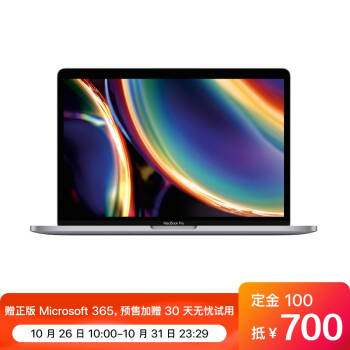 MacBook Pro
赠正版 Microsoft 365, 预售加赠 30 天无忧试用
10 月 26 日 10:00-10 月 31 日 23:29
定金 100
抵 ¥ 700